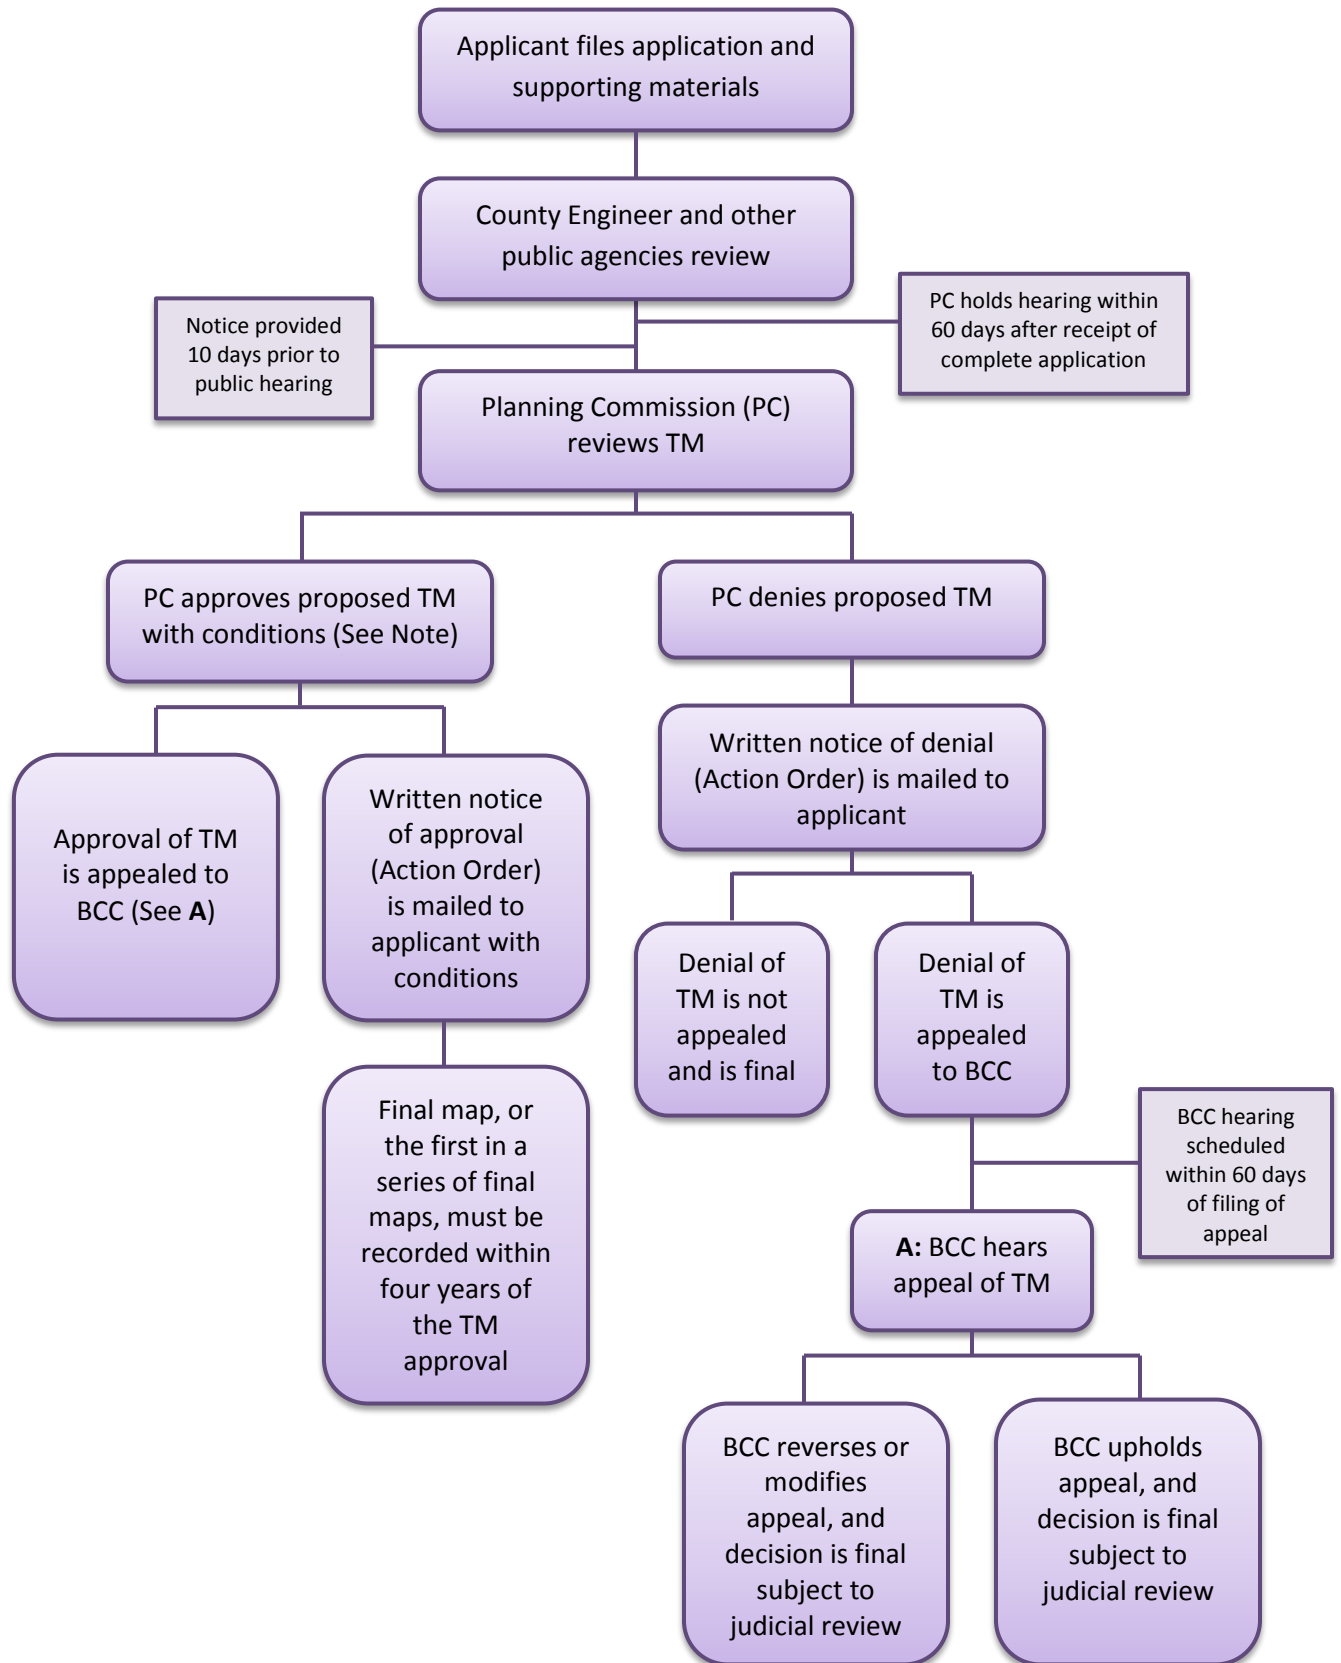 Applicant files application and
supporting materials
County Engineer and other
public agencies review
Notice provided
10 days prior to
public hearing
PC holds hearing within
60 days after receipt of
complete application
Planning Commission (PC)
reviews TM
PC approves proposed TM
with conditions (See Note)
PC denies proposed TM
Approval of TM
is appealed to
BCC (See A)
Written notice
of approval
(Action Order)
is mailed to
applicant with
conditions
Written notice of denial
(Action Order) is mailed to
applicant
Denial of
TM is not
appealed
and is final
Denial of
TM is
appealed
to BCC
Final map, or
the first in a
series of final
maps, must be
recorded within
four years of
the TM
approval
BCC hearing
scheduled
within 60 days
of filing of
appeal
A: BCC hears
appeal of TM
BCC reverses or
modifies
appeal, and
decision is final
subject to
judicial review
BCC upholds
appeal, and
decision is final
subject to
judicial review